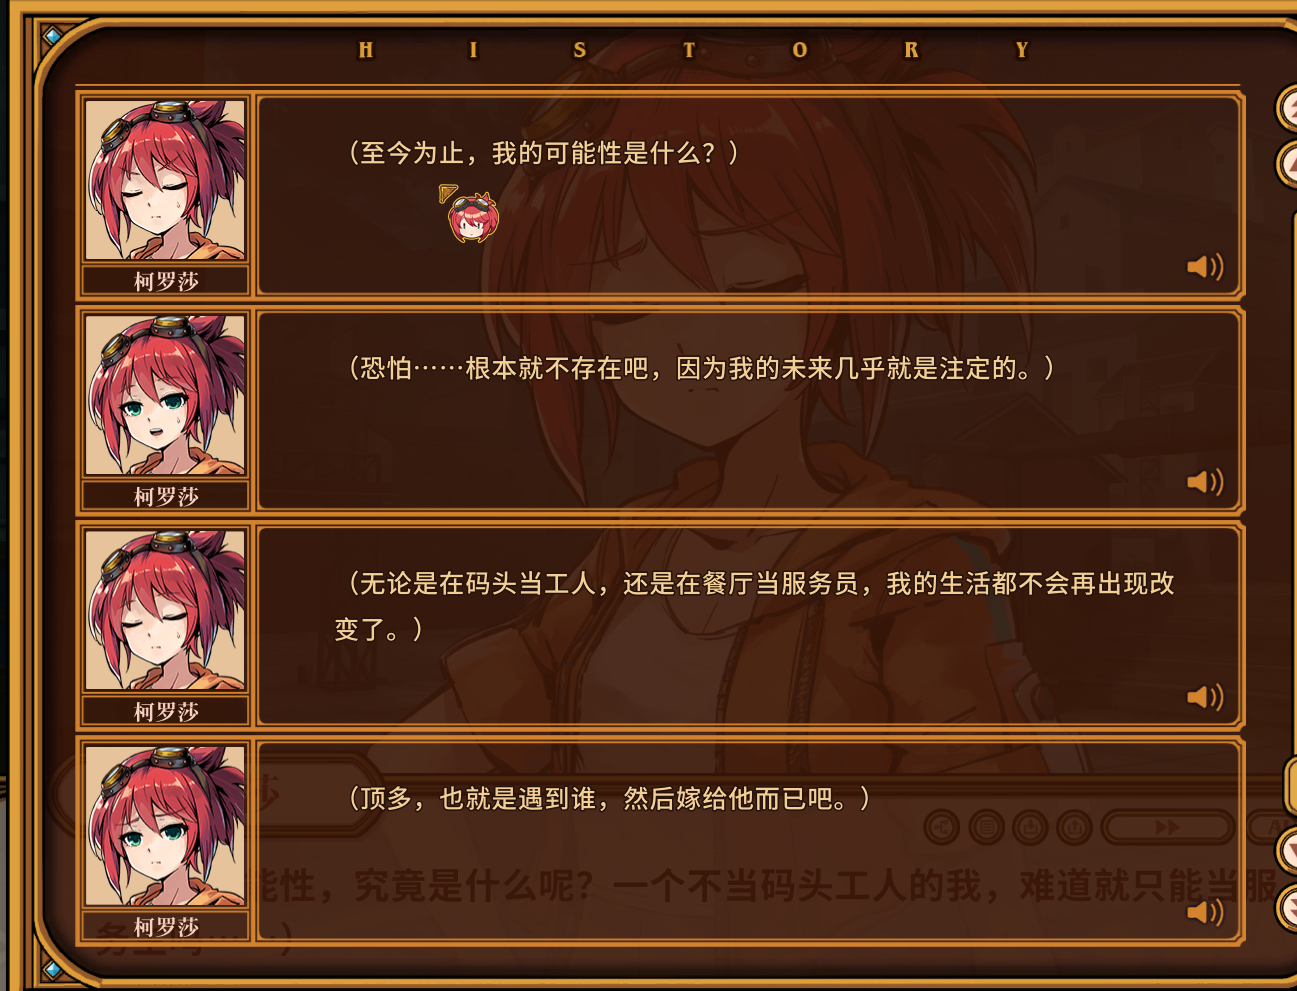 HISTORY
（至今为止，我的可能性是什么？）
柯罗莎
（恐怕……根本就不存在吧，因为我的未来几乎就是注定的。）
柯罗莎
（无论是在码头当工人，还是在餐厅当服务员，我的生活都不会再出现改
变了。）
柯罗莎
（顶多，也就是遇到谁，然后嫁给他而已吧。）
柯罗莎
莎
能性，究竟是什么呢？一个不当码头工人的我，难道就只能当服